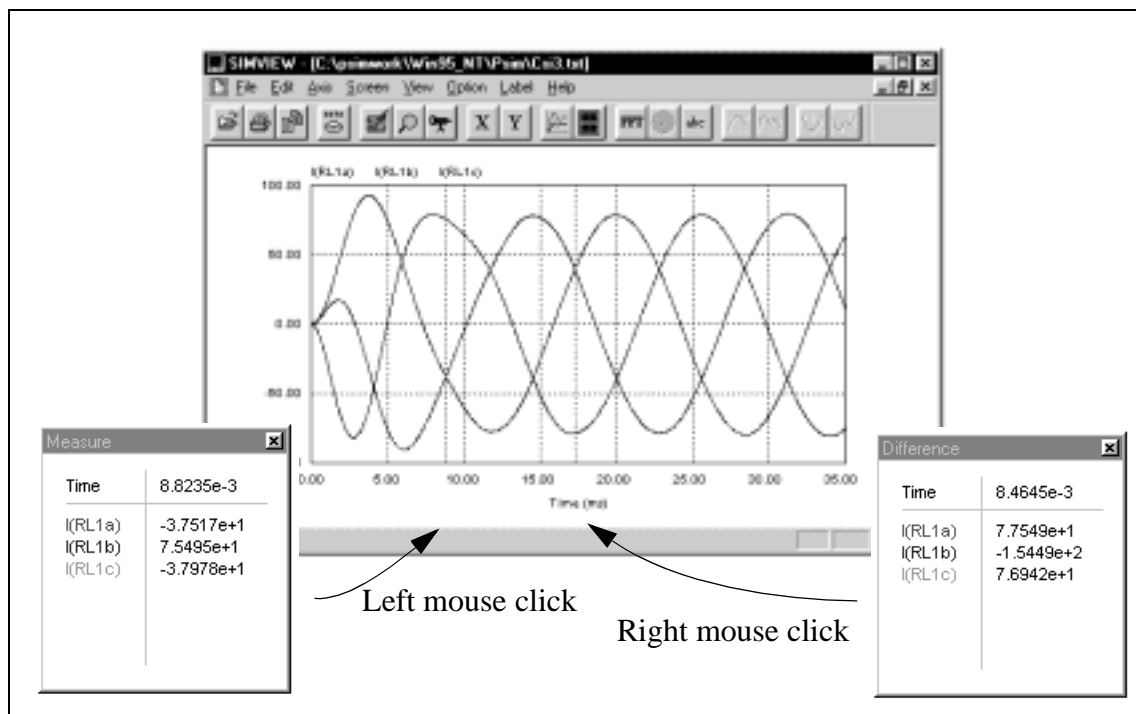 SIMVIEW - [C:\psimwork\Win95_NT\Psim\Csi3.txt]
File Edit Axis Screen View Option Label Help
X Y FFT abc
I(RL1a) I(RL1b) I(RL1c)
100.00
50.00
0.00
-50.00
0.00 5.00 10.00 15.00 20.00 25.00 30.00 35.00
Time (ms)
Measure
Time 8.8235e-3
I(RL1a) -3.7517e+1
I(RL1b) 7.5495e+1
I(RL1c) -3.7978e+1
Difference
Time 8.4645e-3
I(RL1a) 7.7549e+1
I(RL1b) -1.5449e+2
I(RL1c) 7.6942e+1
Left mouse click
Right mouse click